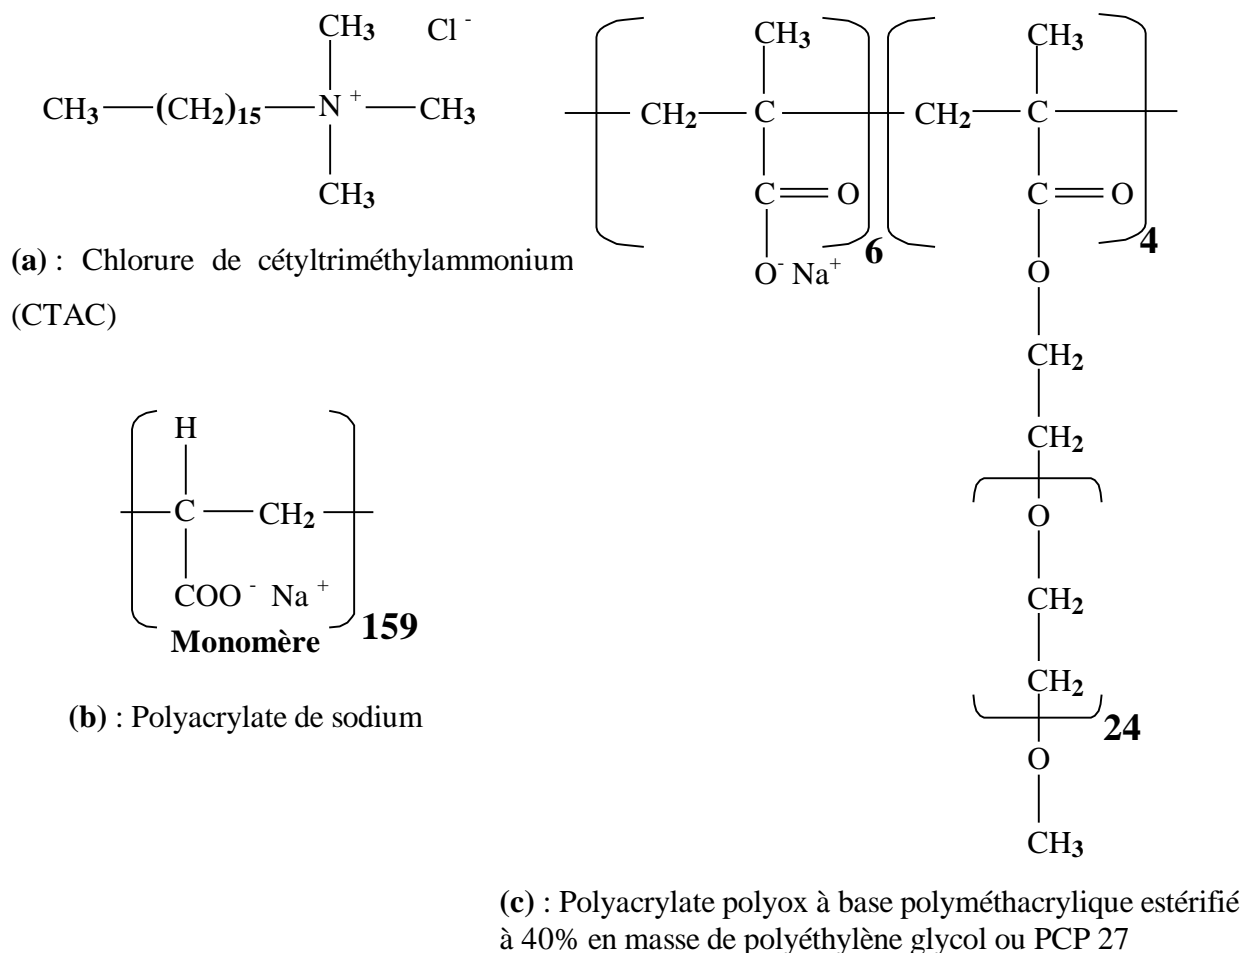 CH3 Cl -
CH3 (CH2)15 N + CH3
CH3
(a) : Chlorure de cétyltriméthylammonium
(CTAC)
H
C CH2
COO - Na +
Monomère 159
(b) : Polyacrylate de sodium
CH3 CH3
CH2 C CH2 C
C O C O
6 4
O- Na+ O
CH2
CH2
O
CH2
CH2
24
O
CH3
(c) : Polyacrylate polyox à base polyméthacrylique estérifié
à 40% en masse de polyéthylène glycol ou PCP 27